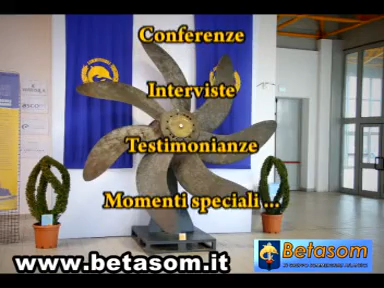 Conferenze
Interviste
Testimonianze
Momenti speciali ...
www.betasom.it
Betasom